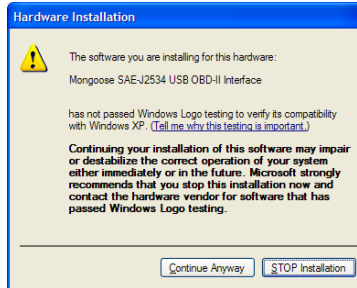 Hardware Installation
The software you are installing for this hardware:
Mongoose SAE-J2534 USB OBD-II Interface
has not passed Windows Logo testing to verify its compatibility
with Windows XP. (Tell me why this testing is important.)
Continuing your installation of this software may impair
or destabilize the correct operation of your system
either immediately or in the future. Microsoft strongly
recommends that you stop this installation now and
contact the hardware vendor for software that has
passed Windows Logo testing.
Continue Anyway
STOP Installation